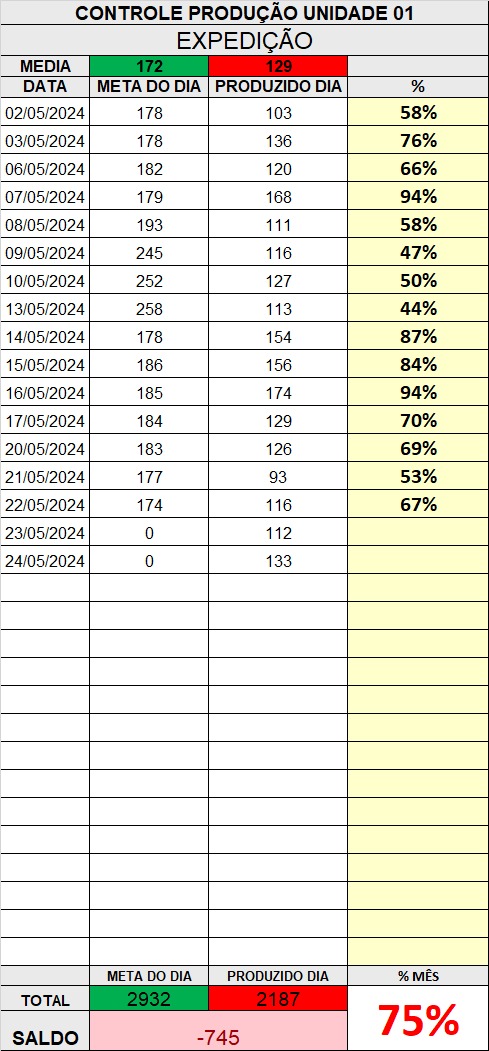 CONTROLE PRODUÇÃO UNIDADE 01
EXPEDIÇÃO
MEDIA 172 129
DATA META DO DIA PRODUZIDO DIA %
02/05/2024 178 103 58%
03/05/2024 178 136 76%
06/05/2024 182 120 66%
07/05/2024 179 168 94%
08/05/2024 193 111 58%
09/05/2024 245 116 47%
10/05/2024 252 127 50%
13/05/2024 258 113 44%
14/05/2024 178 154 87%
15/05/2024 186 156 84%
16/05/2024 185 174 94%
17/05/2024 184 129 70%
20/05/2024 183 126 69%
21/05/2024 177 93 53%
22/05/2024 174 116 67%
23/05/2024 0 112
24/05/2024 0 133
META DO DIA PRODUZIDO DIA % MÊS
TOTAL 2932 2187 75%
SALDO -745